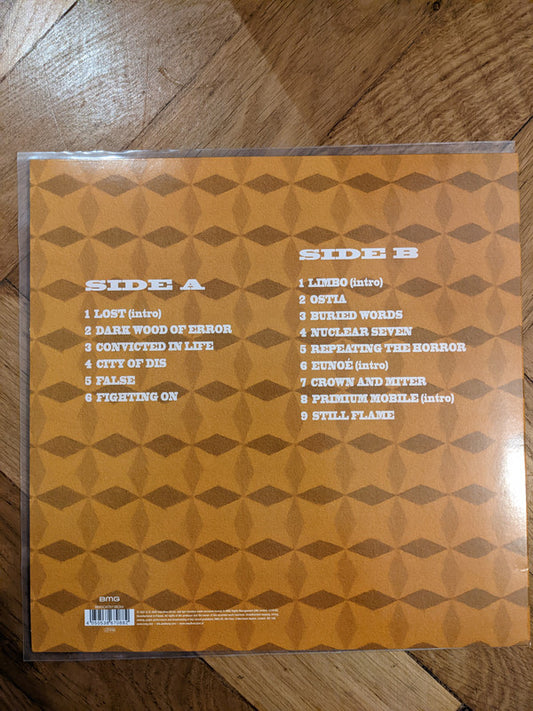 SIDE A
1 LOST (intro)
2 DARK WOOD OF ERROR
3 CONVICTED IN LIFE
4 CITY OF DIS
5 FALSE
6 FIGHTING ON
SIDE B
1 LIMBO (intro)
2 OSTIA
3 BURIED WORDS
4 NUCLEAR SEVEN
5 REPEATING THE HORROR
6 EUNOÉ (intro)
7 CROWN AND MITER
8 PRIMIUM MOBILE (intro)
9 STILL FLAME
BMG